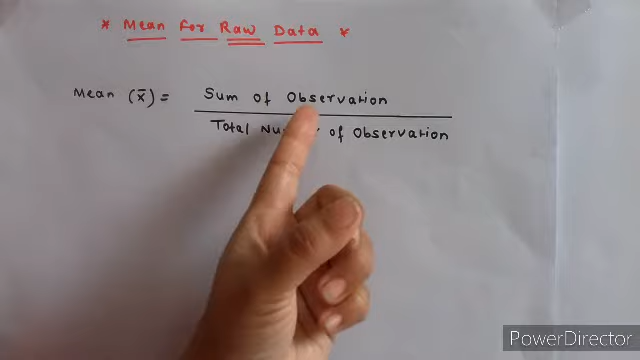 * Mean for Raw Data *
Mean (x̄) = Sum of Observation
Total of Observation
PowerDirector